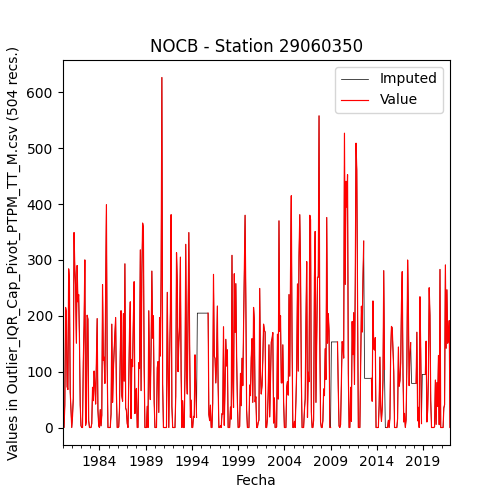 NOCB - Station 29060350
Imputed
Value
600
500
400
300
200
100
0
Values in Outlier_IQR_Cap_Pivot_PTPM_TT_M.csv (504 recs.)
1984 1989 1994 1999 2004 2009 2014 2019
Fecha